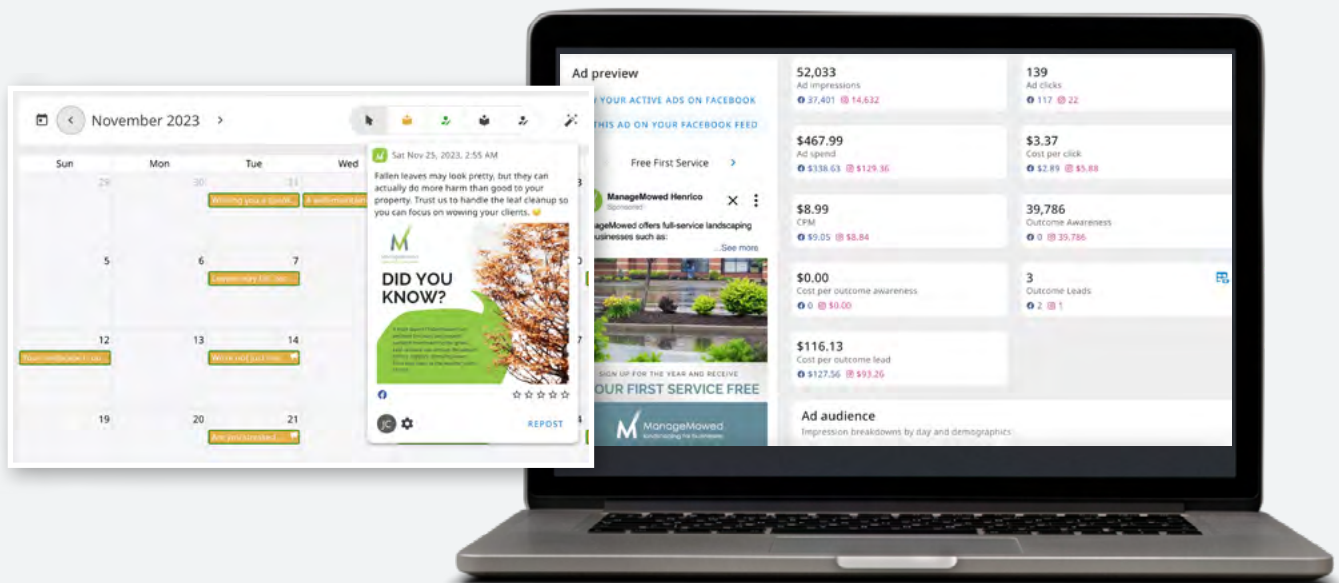 November 2023
Sun Mon Tue Wed
29 30 31
5 6 7
12 13 14
19 20 21
Sat Nov 25, 2023, 2:55 AM
Fallen leaves may look pretty, but they can
actually do more harm than good to your
property. Trust us to handle the leaf cleanup so
you can focus on wowing your clients.
ManageMowed
DID YOU
KNOW?
JC
REPOST
Ad preview
YOUR ACTIVE ADS ON FACEBOOK
THIS AD ON YOUR FACEBOOK FEED
Free First Service
ManageMowed Henrico
Sponsored
offers full-service landscaping
such as:
...See more
SIGN UP FOR THE YEAR AND RECEIVE
OUR FIRST SERVICE FREE
ManageMowed
landscaping for businesses
52,033
Ad impressions
37,401 14,632
139
Ad clicks
117 22
$467.99
Ad spend
$338.63 $129.36
$3.37
Cost per click
$2.89 $5.88
$8.99
CPM
$9.05 $8.84
39,786
Outcome Awareness
0 39,786
$0.00
Cost per outcome awareness
0 $0.00
3
Outcome Leads
2 1
$116.13
Cost per outcome lead
$127.56 $93.26
Ad audience
Impression breakdowns by day and demographics